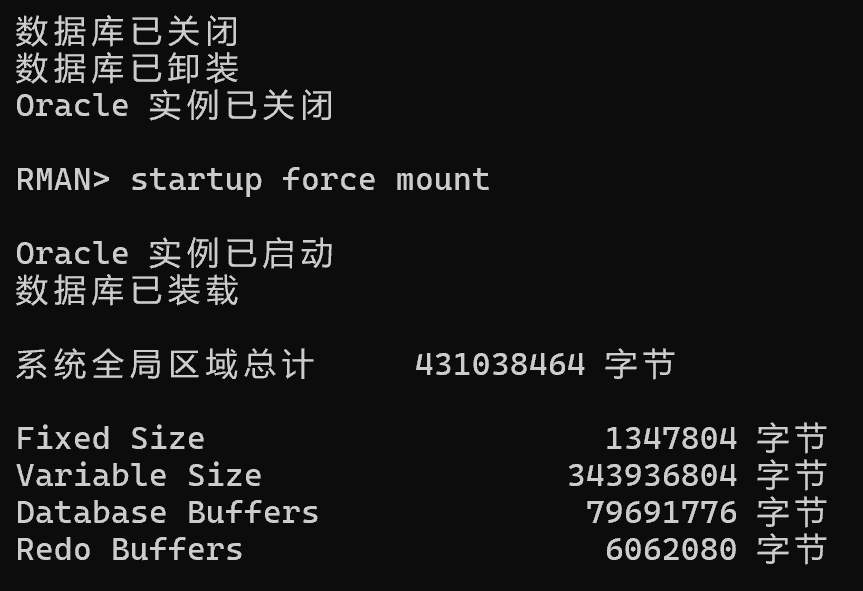 数据库已关闭
数据库已卸装
Oracle 实例已关闭
RMAN> startup force mount
Oracle 实例已启动
数据库已装载
系统全局区域总计 431038464 字节
Fixed Size 1347804 字节
Variable Size 343936804 字节
Database Buffers 79691776 字节
Redo Buffers 6062080 字节